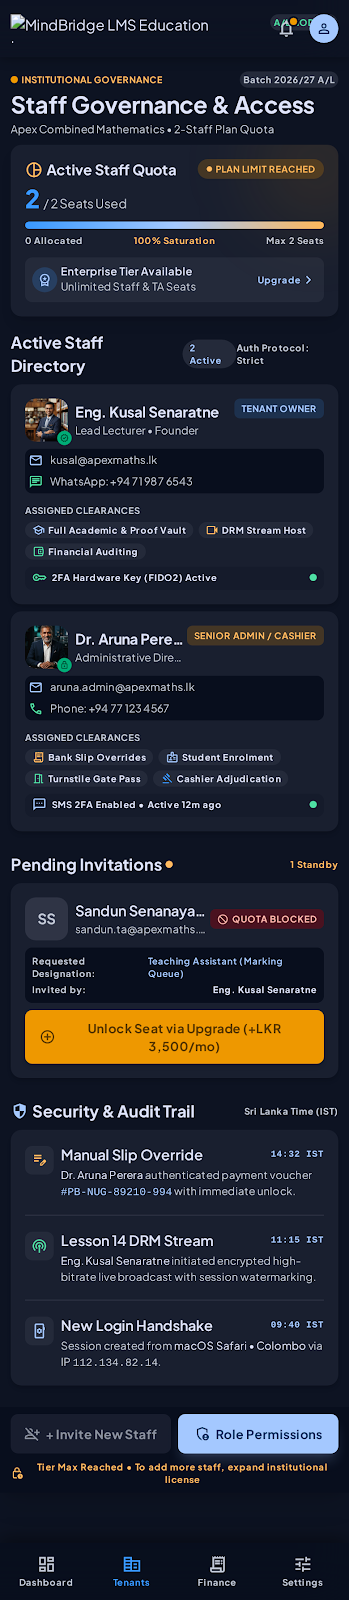 MindBridge LMS Education
INSTITUTIONAL GOVERNANCE
Batch 2026/27 A/L
Staff Governance & Access
Apex Combined Mathematics • 2-Staff Plan Quota
Active Staff Quota
PLAN LIMIT REACHED
2 / 2 Seats Used
0 Allocated
100% Saturation
Max 2 Seats
Enterprise Tier Available
Unlimited Staff & TA Seats
Upgrade
Active Staff
Directory
2
Active
Auth Protocol:
Strict
Eng. Kusal Senaratne
TENANT OWNER
Lead Lecturer • Founder
kusal@apexmaths.lk
WhatsApp: +94 71 987 6543
ASSIGNED CLEARANCES
Full Academic & Proof Vault
DRM Stream Host
Financial Auditing
2FA Hardware Key (FIDO2) Active
Dr. Aruna Pere...
SENIOR ADMIN / CASHIER
Administrative Dire...
aruna.admin@apexmaths.lk
Phone: +94 77 123 4567
ASSIGNED CLEARANCES
Bank Slip Overrides
Student Enrolment
Turnstile Gate Pass
Cashier Adjudication
SMS 2FA Enabled • Active 12m ago
Pending Invitations
1 Standby
SS
Sandun Senanaya...
QUOTA BLOCKED
sandun.ta@apexmaths....
Requested
Designation:
Teaching Assistant (Marking
Queue)
Invited by:
Eng. Kusal Senaratne
Unlock Seat via Upgrade (+LKR
3,500/mo)
Security & Audit Trail
Sri Lanka Time (IST)
Manual Slip Override
14:32 IST
Dr. Aruna Perera authenticated payment voucher
#PB-NUG-89210-994 with immediate unlock.
Lesson 14 DRM Stream
11:15 IST
Eng. Kusal Senaratne initiated encrypted high-
bitrate live broadcast with session watermarking.
New Login Handshake
09:40 IST
Session created from macOS Safari • Colombo via
IP 112.134.82.14.
+ Invite New Staff
Role Permissions
Tier Max Reached • To add more staff, expand institutional
license
Dashboard
Tenants
Finance
Settings